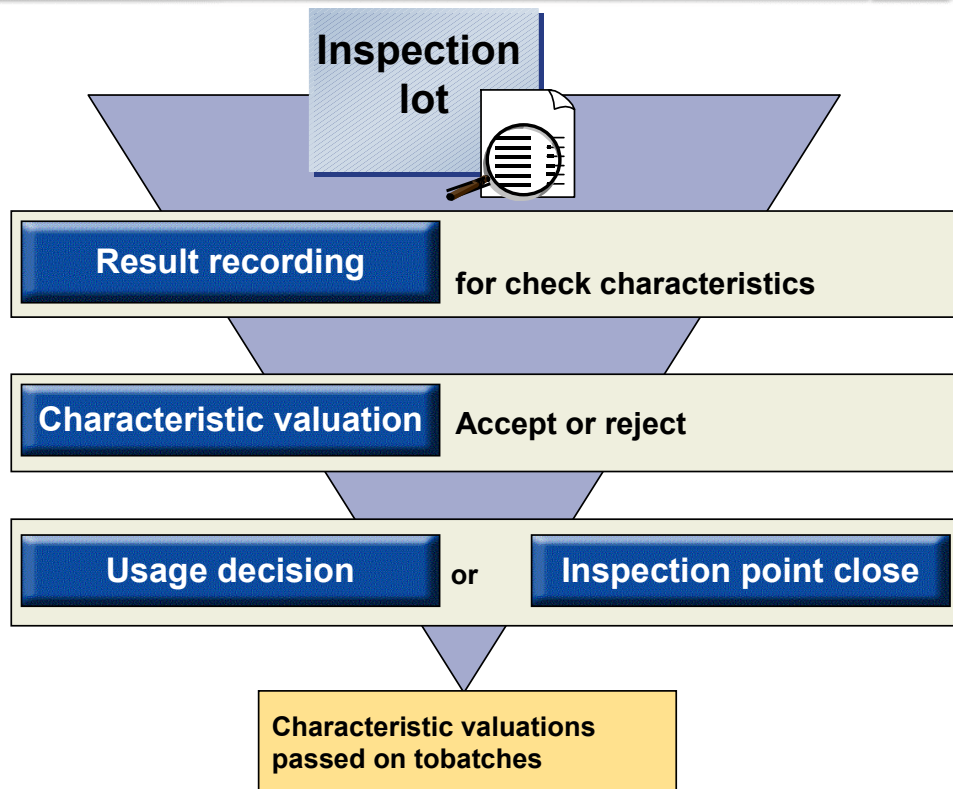 Inspection
lot
Result recording
for check characteristics
Characteristic valuation
Accept or reject
Usage decision
or
Inspection point close
Characteristic valuations
passed on tobatches